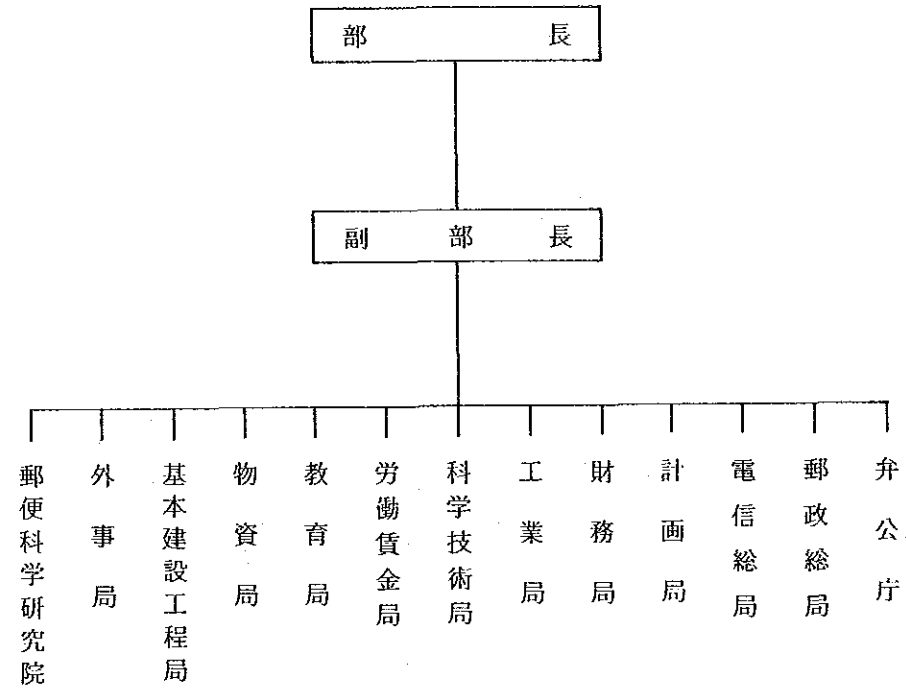 部長
副部長
弁公庁
郵政総局
電信総局
計画局
財務局
工業局
科学技術局
労働賃金局
教育局
物資局
基本建設工程局
外事局
郵便科学研究院